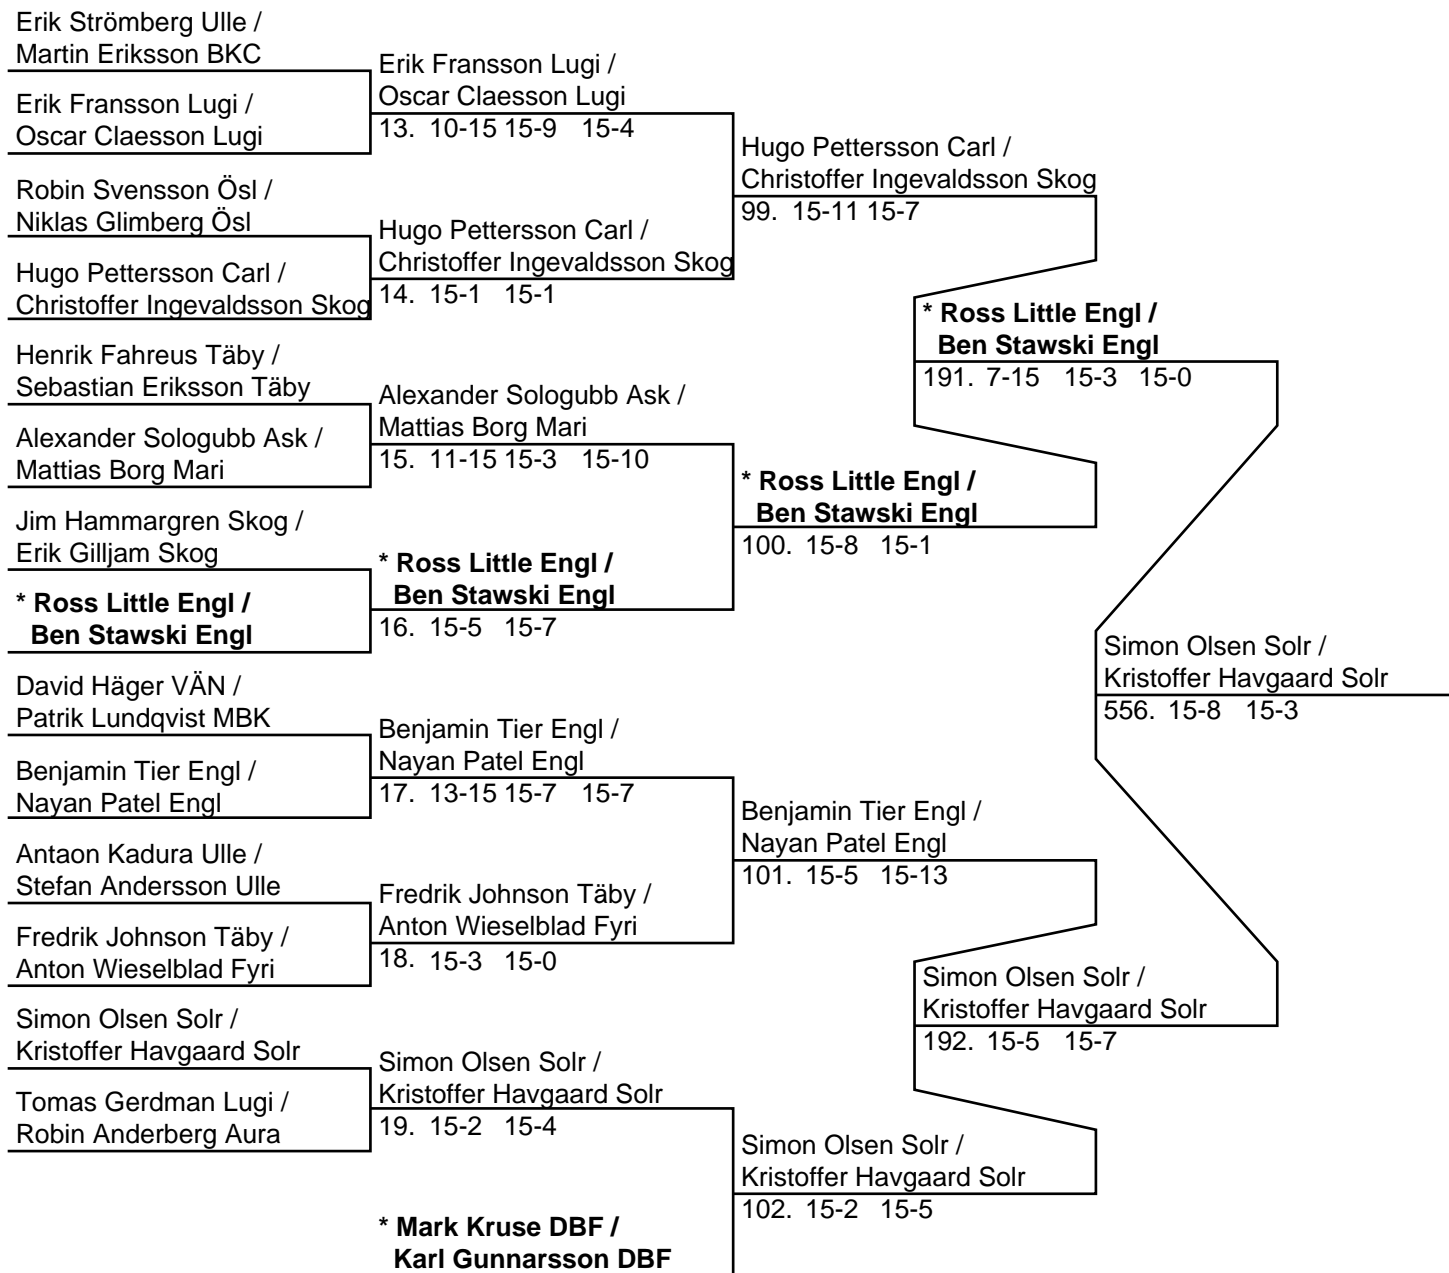 Erik Strömberg Ulle /
Martin Eriksson BKC
Erik Fransson Lugi /
Oscar Claesson Lugi
Robin Svensson Ösl /
Niklas Glimberg Ösl
Hugo Pettersson Carl /
Christoffer Ingevaldsson Skog
Henrik Fahreus Täby /
Sebastian Eriksson Täby
Alexander Sologubb Ask /
Mattias Borg Mari
Jim Hammargren Skog /
Erik Gilljam Skog
* Ross Little Engl /
Ben Stawski Engl
David Häger VÄN /
Patrik Lundqvist MBK
Benjamin Tier Engl /
Nayan Patel Engl
Antaon Kadura Ulle /
Stefan Andersson Ulle
Fredrik Johnson Täby /
Anton Wieselblad Fyri
Simon Olsen Solr /
Kristoffer Havgaard Solr
Tomas Gerdman Lugi /
Robin Anderberg Aura
Erik Fransson Lugi /
Oscar Claesson Lugi
13. 10-15 15-9 15-4
Hugo Pettersson Carl /
Christoffer Ingevaldsson Skog
14. 15-1 15-1
Alexander Sologubb Ask /
Mattias Borg Mari
15. 11-15 15-3 15-10
* Ross Little Engl /
Ben Stawski Engl
16. 15-5 15-7
Benjamin Tier Engl /
Nayan Patel Engl
17. 13-15 15-7 15-7
Fredrik Johnson Täby /
Anton Wieselblad Fyri
18. 15-3 15-0
Simon Olsen Solr /
Kristoffer Havgaard Solr
19. 15-2 15-4
* Mark Kruse DBF /
Karl Gunnarsson DBF
Hugo Pettersson Carl /
Christoffer Ingevaldsson Skog
99. 15-11 15-7
* Ross Little Engl /
Ben Stawski Engl
100. 15-8 15-1
Benjamin Tier Engl /
Nayan Patel Engl
101. 15-5 15-13
Simon Olsen Solr /
Kristoffer Havgaard Solr
102. 15-2 15-5
* Ross Little Engl /
Ben Stawski Engl
191. 7-15 15-3 15-0
Simon Olsen Solr /
Kristoffer Havgaard Solr
192. 15-5 15-7
Simon Olsen Solr /
Kristoffer Havgaard Solr
556. 15-8 15-3